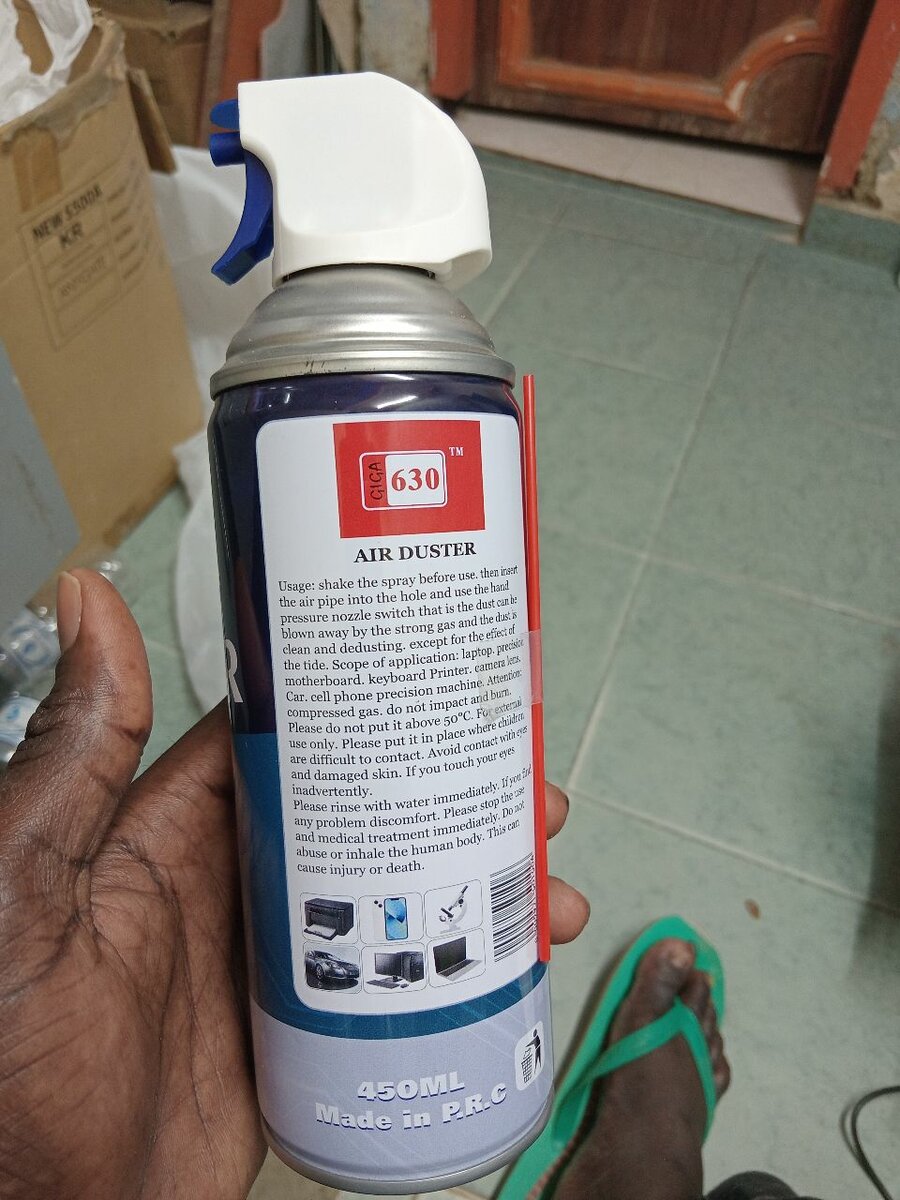 NEW 5500A
KR
R
GIGA 630 TM
AIR DUSTER
Usage: shake the spray before use. then insert
the air pipe into the hole and use the hand
pressure nozzle switch that is the dust can be
blown away by the strong gas and the dust is
clean and dedusting. except for the effect of
the tide. Scope of application: laptop. precision
motherboard. keyboard Printer. camera lens.
Car. cell phone precision machine. Attention:
compressed gas. do not impact and burn.
Please do not put it above 50°C. For external
use only. Please put it in place where children
are difficult to contact. Avoid contact with eyes
and damaged skin. If you touch your eyes
inadvertently.
Please rinse with water immediately. If you find
any problem discomfort. Please stop the use
and medical treatment immediately. Do not
abuse or inhale the human body. This can
cause injury or death.
450ML
Made in P.R.C